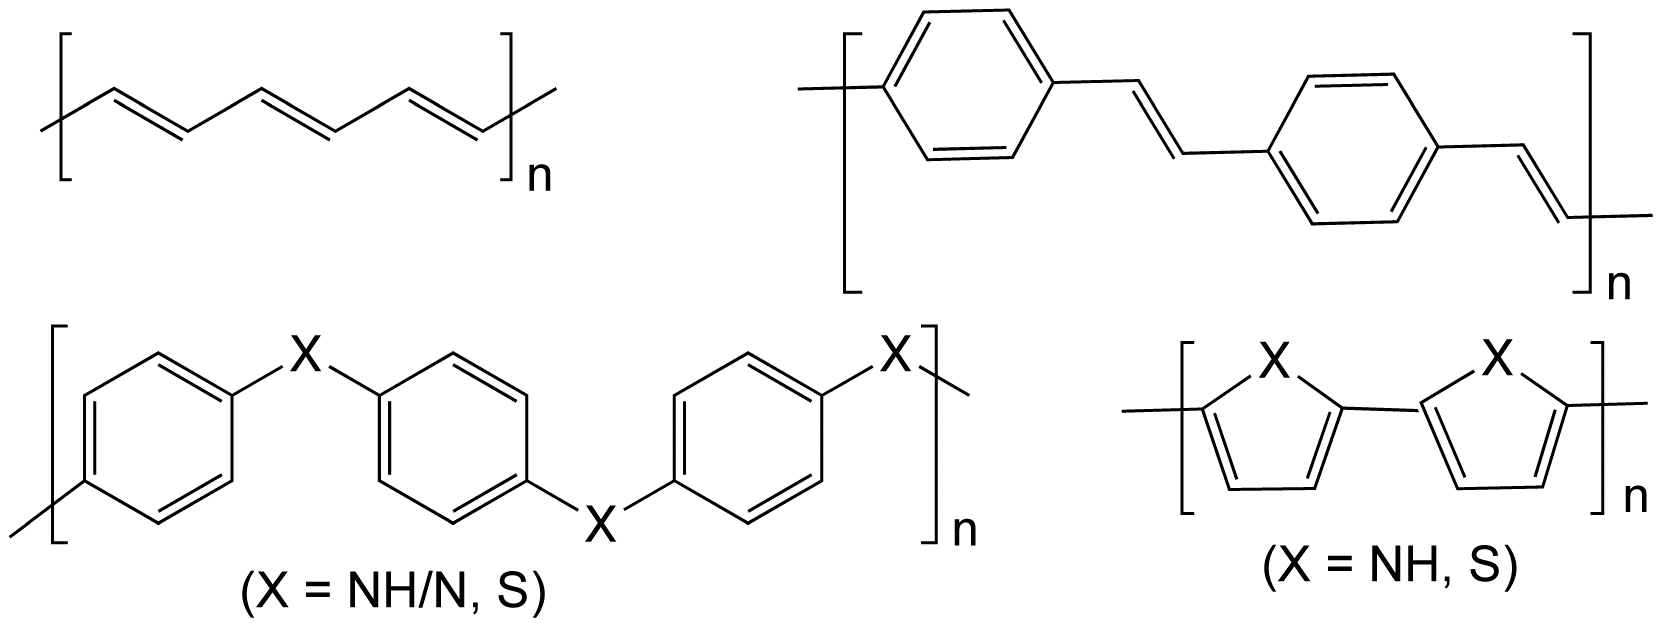 n
n
X
X
X
n
(X = NH/N, S)
X
X
n
(X = NH, S)